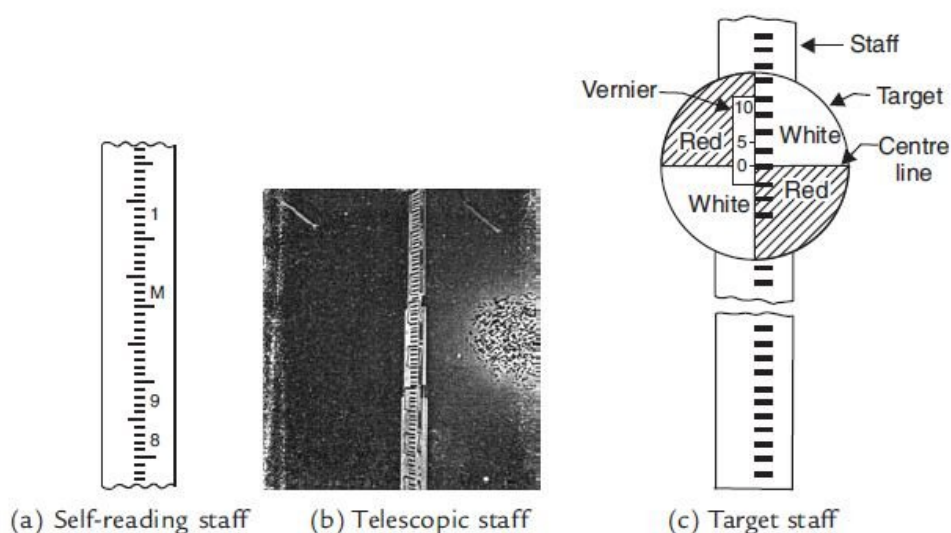 1
M
9
8
(a) Self-reading staff
(b) Telescopic staff
Staff
Vernier
Target
10
Red
White
5
Centre
line
0
White
Red
(c) Target staff